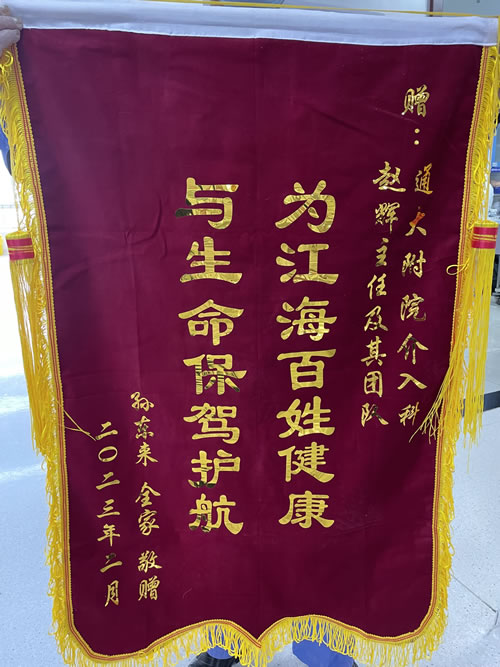 赠：通大附院介入科
赵辉主任及其团队
为江海百姓健康
与生命保驾护航
孙东来 全家 敬赠
二〇二三年二月